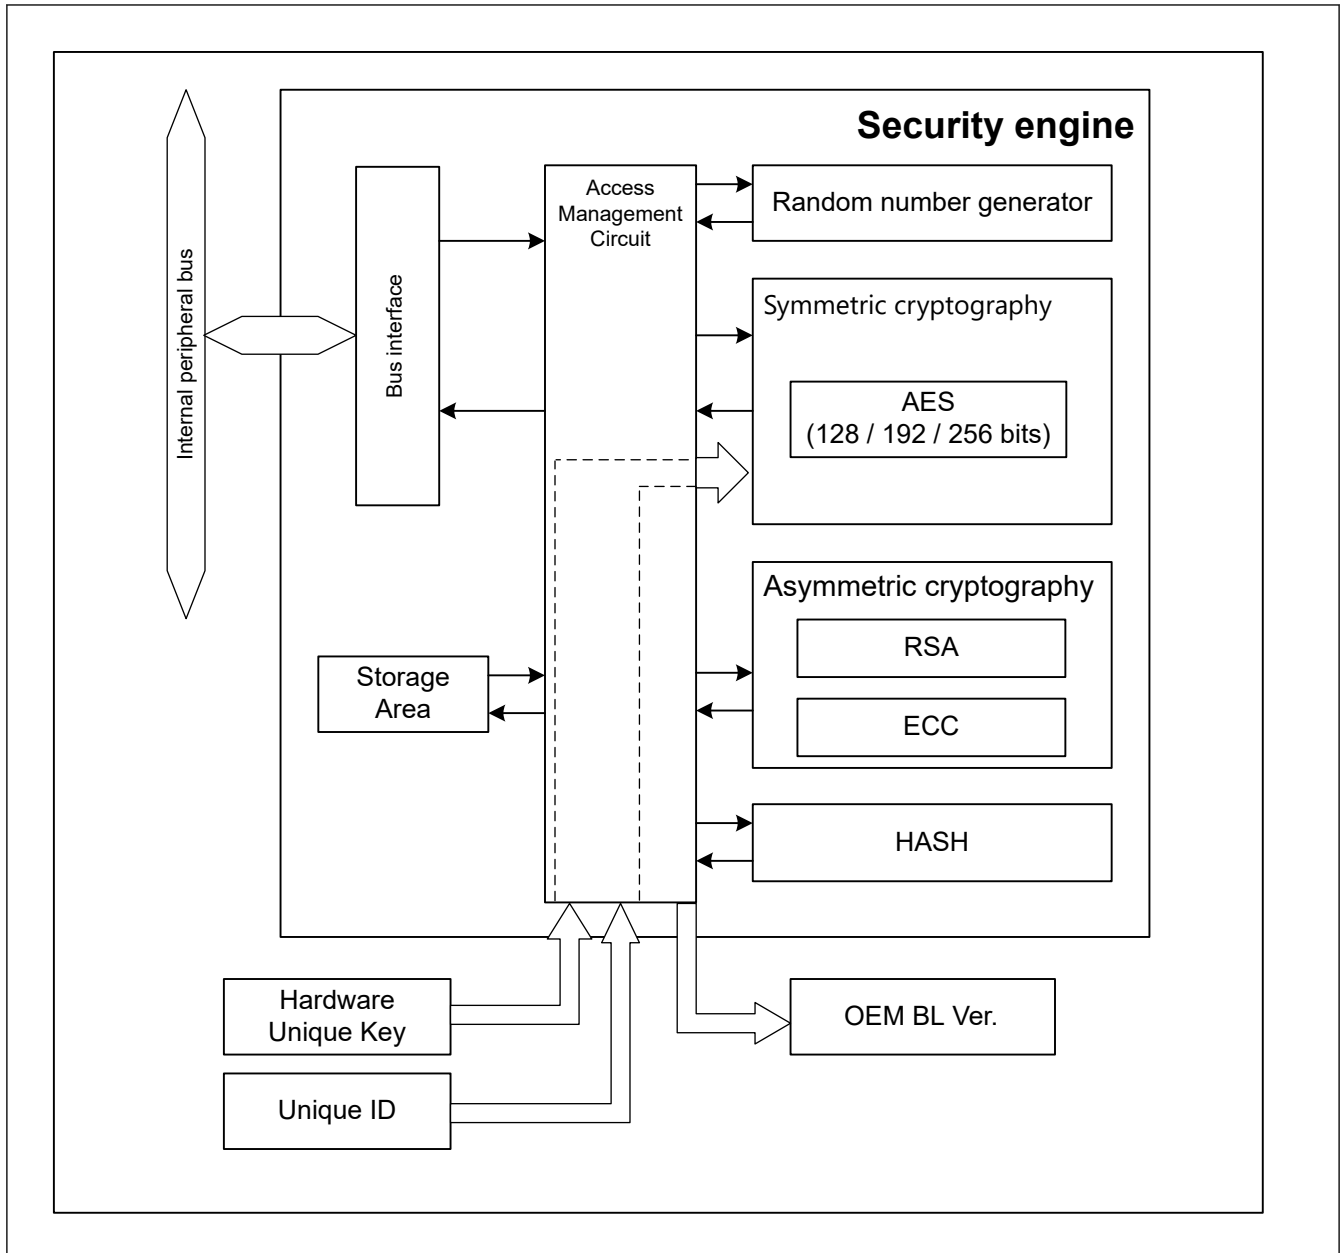 Security engine
Internal peripheral bus
Bus interface
Access
Management
Circuit
Random number generator
Symmetric cryptography
AES
(128 / 192 / 256 bits)
Asymmetric cryptography
RSA
ECC
Storage
Area
HASH
Hardware
Unique Key
OEM BL Ver.
Unique ID